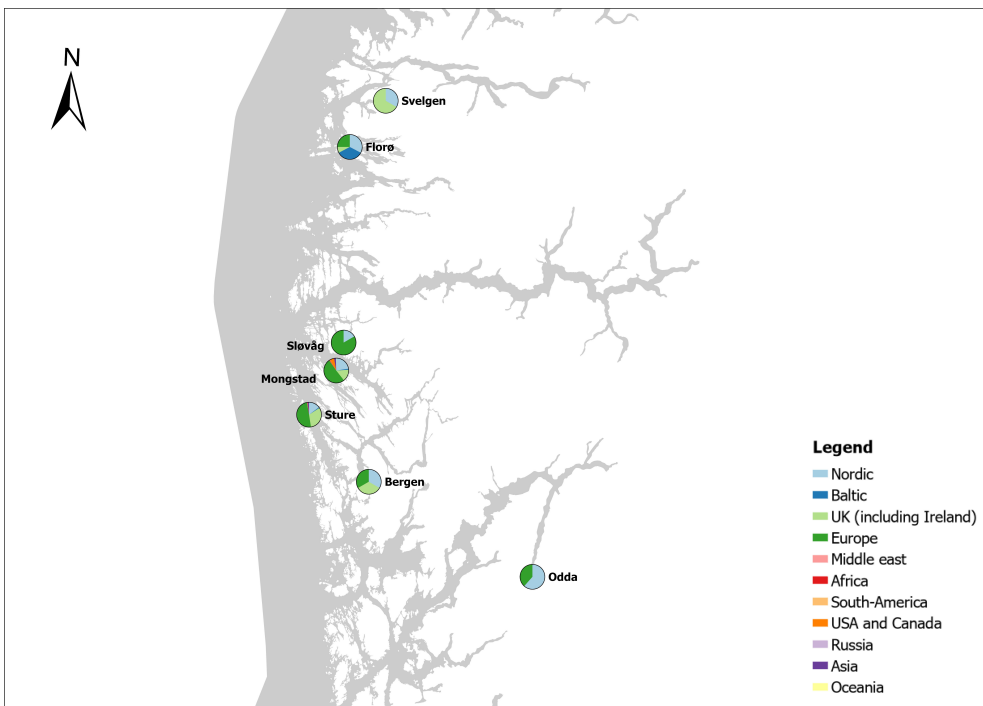 N
Svelgen
Florø
Sløvåg
Mongstad
Sture
Bergen
Odda
Legend
Nordic
Baltic
UK (including Ireland)
Europe
Middle east
Africa
South-America
USA and Canada
Russia
Asia
Oceania